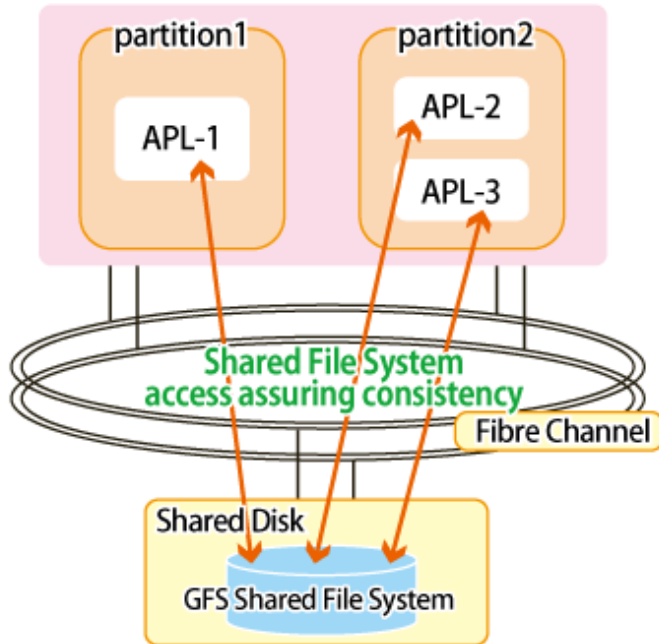 partition1
partition2
APL-1
APL-2
APL-3
Shared File System
access assuring consistency
Fibre Channel
Shared Disk
GFS Shared File System